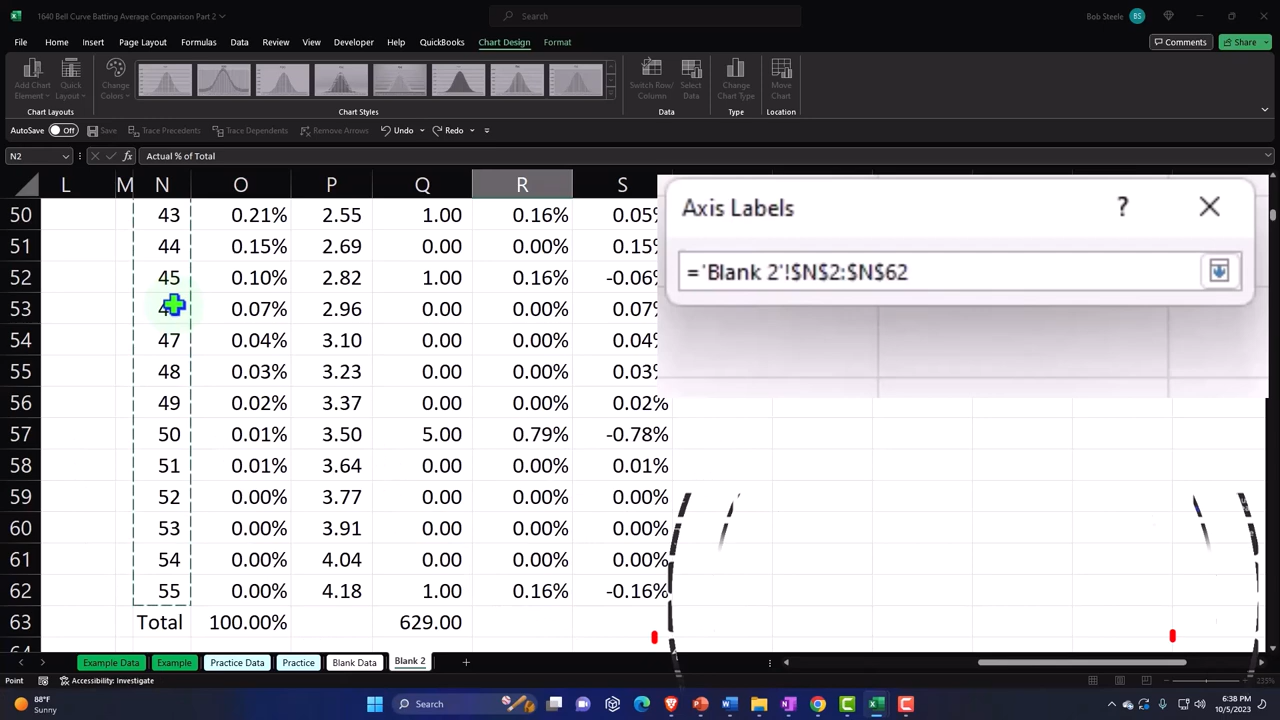 1640 Bell Curve Batting Average Comparison Part 2
Search
Bob Steele BS
File Home Insert Page Layout Formulas Data Review View Developer Help QuickBooks Chart Design Format
Comments Share
Add Chart Element
Quick Layout
Change Colors
Switch Row/ Column
Select Data
Change Chart Type
Move Chart
Chart Layouts Chart Styles Data Type Location
AutoSave Off Save Trace Precedents Trace Dependents Remove Arrows Undo Redo
N2 fx Actual % of Total
L M N O P Q R S
50 43 0.21% 2.55 1.00 0.16% 0.05%
51 44 0.15% 2.69 0.00 0.00% 0.15%
52 45 0.10% 2.82 1.00 0.16% -0.06%
53 0.07% 2.96 0.00 0.00% 0.07%
54 47 0.04% 3.10 0.00 0.00% 0.04%
55 48 0.03% 3.23 0.00 0.00% 0.03%
56 49 0.02% 3.37 0.00 0.00% 0.02%
57 50 0.01% 3.50 5.00 0.79% -0.78%
58 51 0.01% 3.64 0.00 0.00% 0.01%
59 52 0.00% 3.77 0.00 0.00% 0.00%
60 53 0.00% 3.91 0.00 0.00% 0.00%
61 54 0.00% 4.04 0.00 0.00% 0.00%
62 55 0.00% 4.18 1.00 0.16% -0.16%
63 Total 100.00% 629.00
Axis Labels ?
='Blank 2'!$N$2:$N$62
Example Data Example Practice Data Practice Blank Data Blank 2
Point Accessibility: Investigate 235%
88°F
Sunny
Search
6:38 PM
10/5/2023